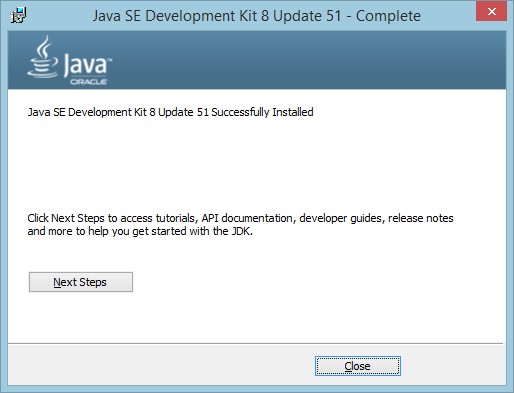 Java SE Development Kit 8 Update 51 - Complete
Java™
ORACLE
Java SE Development Kit 8 Update 51 Successfully Installed
Click Next Steps to access tutorials, API documentation, developer guides, release notes
and more to help you get started with the JDK.
Next Steps
Close